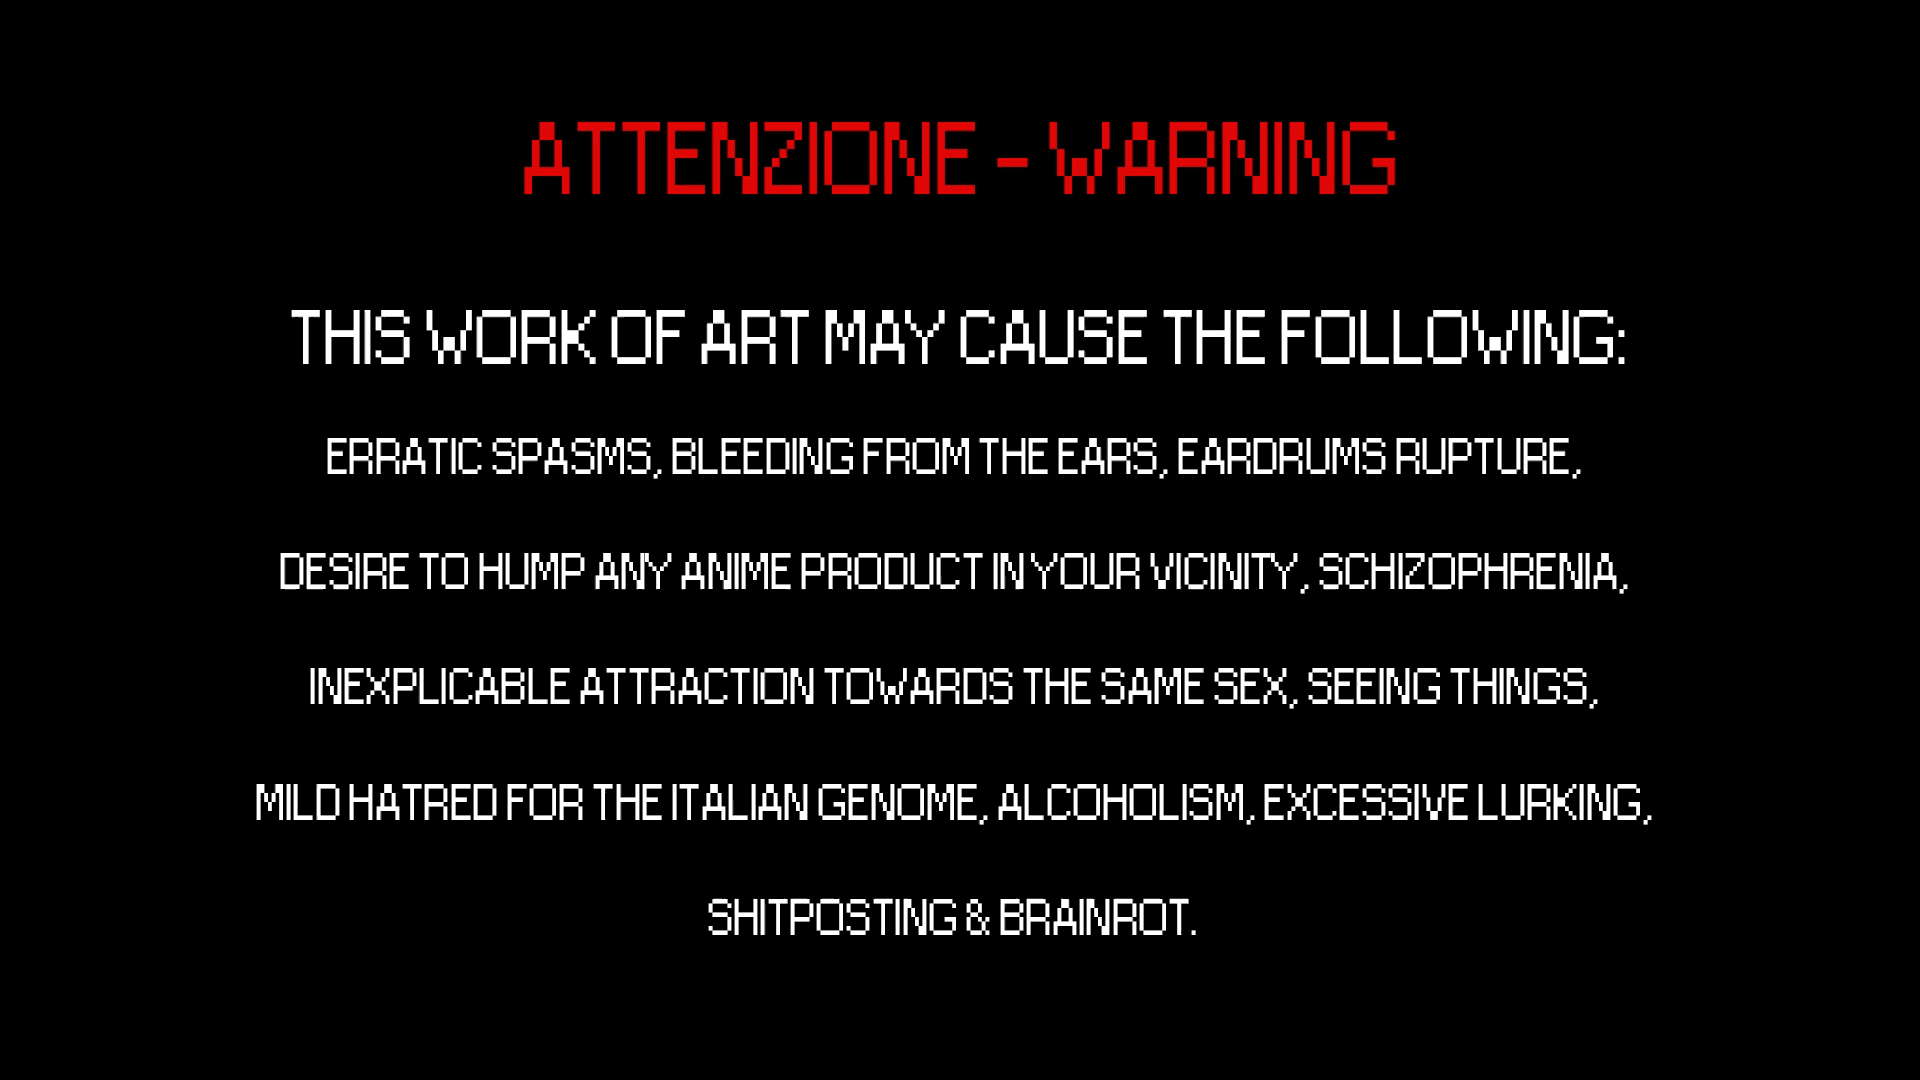 ATTENZIONE - WARNING
THIS WORK OF ART MAY CAUSE THE FOLLOWING:
ERRATIC SPASMS, BLEEDING FROM THE EARS, EARDRUMS RUPTURE,
DESIRE TO HUMP ANY ANIME PRODUCT IN YOUR VICINITY, SCHIZOPHRENIA,
INEXPLICABLE ATTRACTION TOWARDS THE SAME SEX, SEEING THINGS,
MILD HATRED FOR THE ITALIAN GENOME, ALCOHOLISM, EXCESSIVE LURKING,
SHITPOSTING & BRAINROT.